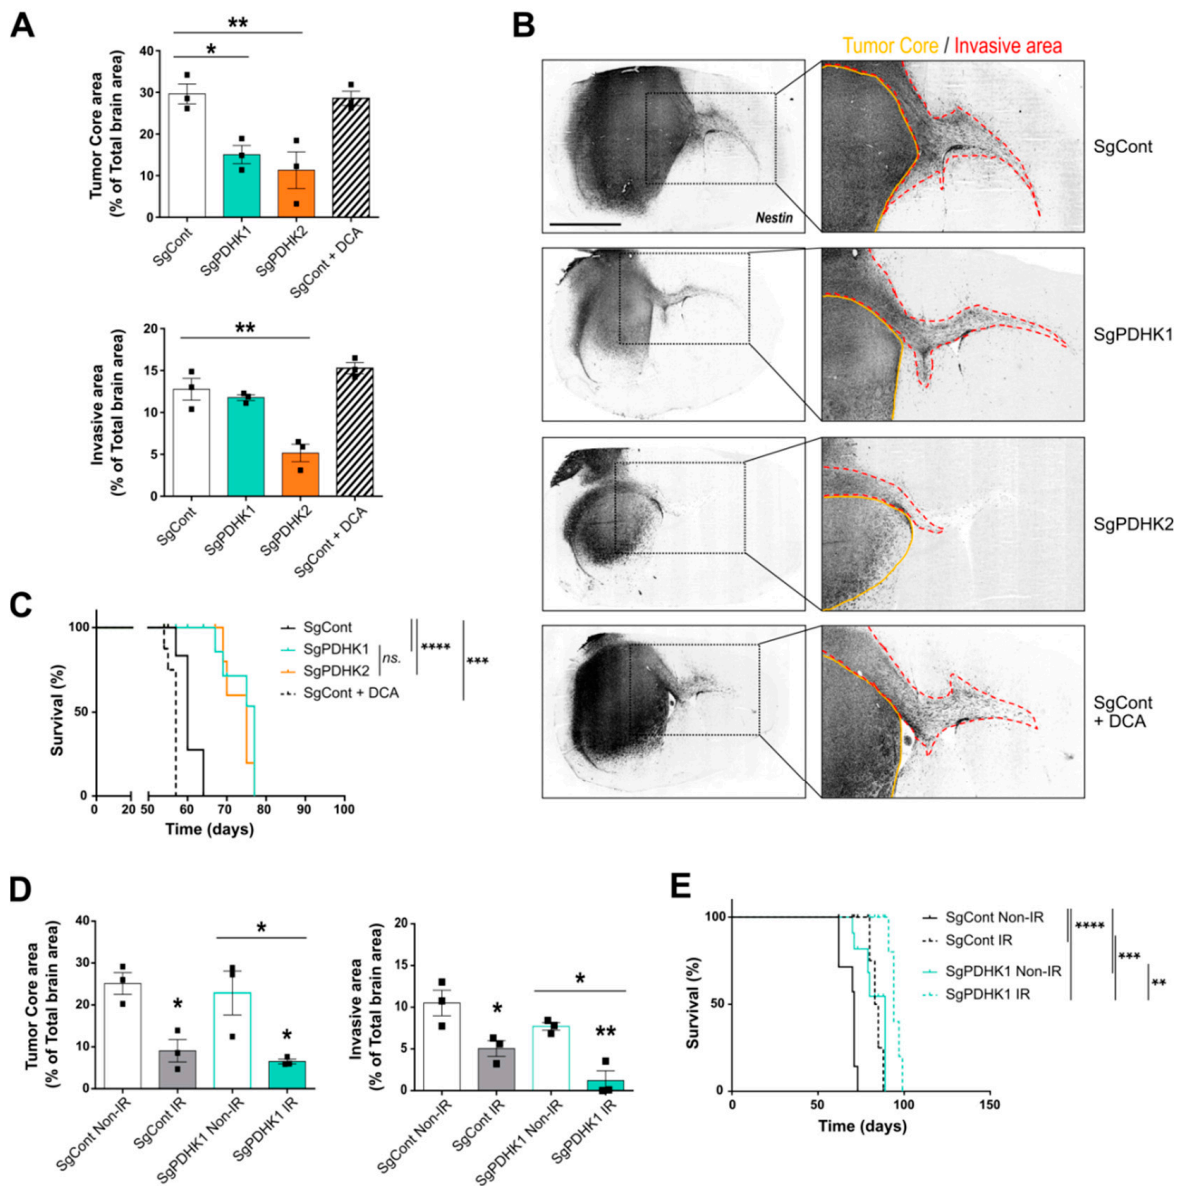 A
**
*
Tumor Core area
(% of Total brain area)
40
30
20
10
0
SgCont
SgPDHK1
SgPDHK2
SgCont + DCA
**
Invasive area
(% of Total brain area)
20
15
10
5
0
SgCont
SgPDHK1
SgPDHK2
SgCont + DCA
B
Tumor Core / Invasive area
Nestin
SgCont
SgPDHK1
SgPDHK2
SgCont
+ DCA
C
Survival (%)
100
50
0
0 20 50 60 70 80 90 100
Time (days)
SgCont
SgPDHK1
SgPDHK2
SgCont + DCA
ns.
****
***
D
Tumor Core area
(% of Total brain area)
40
30
20
10
0
*
*
*
SgCont Non-IR
SgCont IR
SgPDHK1 Non-IR
SgPDHK1 IR
Invasive area
(% of Total brain area)
20
15
10
5
0
*
*
**
SgCont Non-IR
SgCont IR
SgPDHK1 Non-IR
SgPDHK1 IR
E
Survival (%)
100
50
0
0 50 100 150
Time (days)
SgCont Non-IR
SgCont IR
SgPDHK1 Non-IR
SgPDHK1 IR
****
***
**